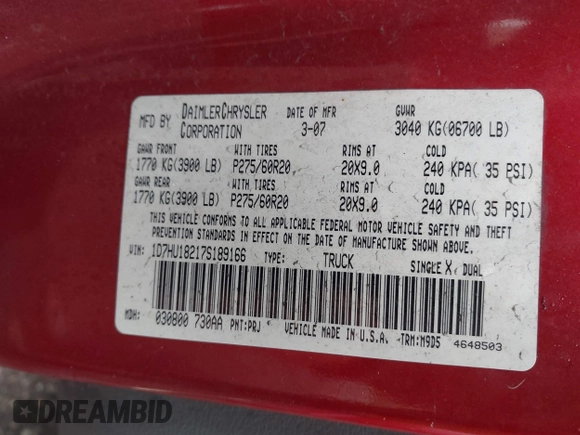 MFD BY DAIMLERCHRYSLER CORPORATION DATE OF MFR 3-07 GVWR 3040 KG(06700 LB)
GAWR FRONT WITH TIRES RIMS AT COLD
1770 KG(3900 LB) P275/60R20 20X9.0 240 KPA( 35 PSI)
GAWR REAR WITH TIRES RIMS AT COLD
1770 KG(3900 LB) P275/60R20 20X9.0 240 KPA( 35 PSI)
THIS VEHICLE CONFORMS TO ALL APPLICABLE FEDERAL MOTOR VEHICLE SAFETY AND THEFT
PREVENTION STANDARDS IN EFFECT ON THE DATE OF MANUFACTURE SHOWN ABOVE.
VIN: 1D7HU18217S189166 TYPE: TRUCK SINGLE X DUAL
MDH: 030800 730AA PNT:PRJ VEHICLE MADE IN U.S.A. TRM:M9D5 4648503
DREAMBID